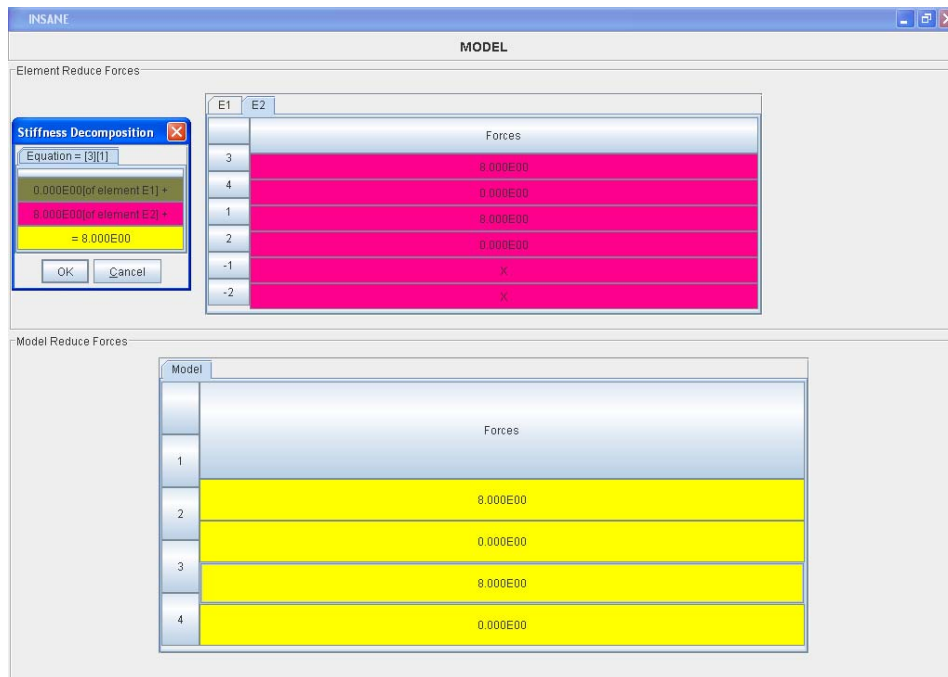 INSANE
MODEL
Element Reduce Forces
E1 E2
Stiffness Decomposition
Forces
Equation = [3][1]
3 8.000E00
0.000E00[of element E1] +
4 0.000E00
8.000E00[of element E2] +
1 8.000E00
= 8.000E00
2 0.000E00
OK Cancel
-1 X
-2 X
Model Reduce Forces
Model
Forces
1
8.000E00
2
0.000E00
3
8.000E00
4
0.000E00